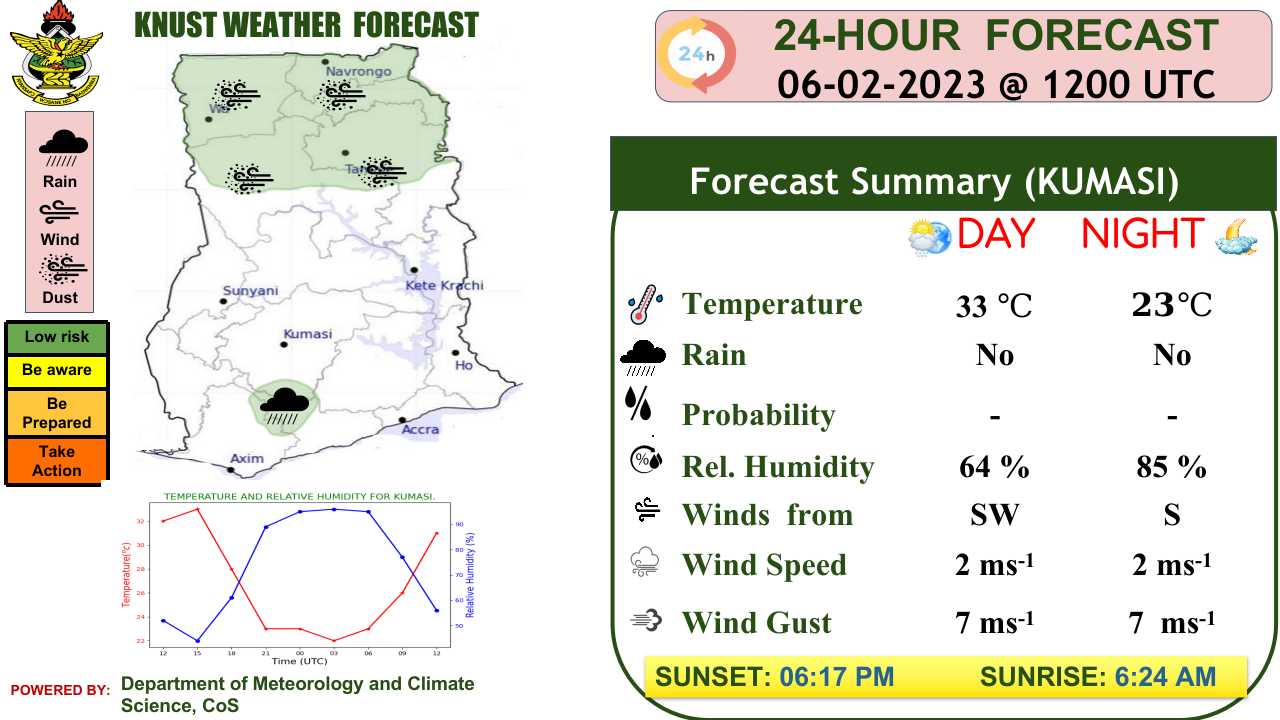 KNUST WEATHER FORECAST
Rain
Wind
Dust
Low risk
Be aware
Be
Prepared
Take
Action
Navrongo
Wa
Kete Krachi
Sunyani
Kumasi
Ho
Accra
Axim
TEMPERATURE AND RELATIVE HUMIDITY FOR KUMASI.
Temperature(°c)
32
30
28
26
24
22
Relative Humidity (%)
90
80
70
60
50
12 15 18 21 00 03 06 09 12
Time (UTC)
POWERED BY: Department of Meteorology and Climate
Science, CoS
24h
24-HOUR FORECAST
06-02-2023 @ 1200 UTC
Forecast Summary (KUMASI)
DAY NIGHT
Temperature 33 °C 23°C
Rain No No
Probability - -
%
Rel. Humidity 64 % 85 %
Winds from SW S
Wind Speed 2 ms-1 2 ms-1
Wind Gust 7 ms-1 7 ms-1
SUNSET: 06:17 PM SUNRISE: 6:24 AM